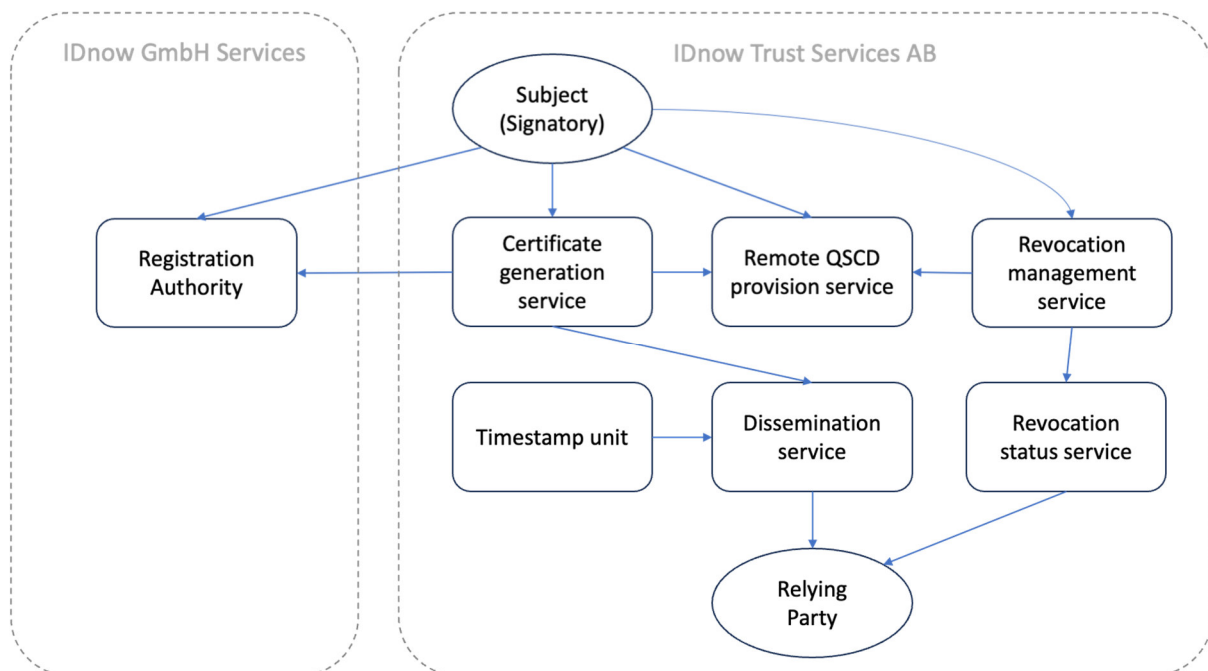 IDnow GmbH Services
IDnow Trust Services AB
Subject
(Signatory)
Registration
Authority
Certificate
generation
service
Remote QSCD
provision service
Revocation
management
service
Timestamp unit
Dissemination
service
Revocation
status service
Relying
Party